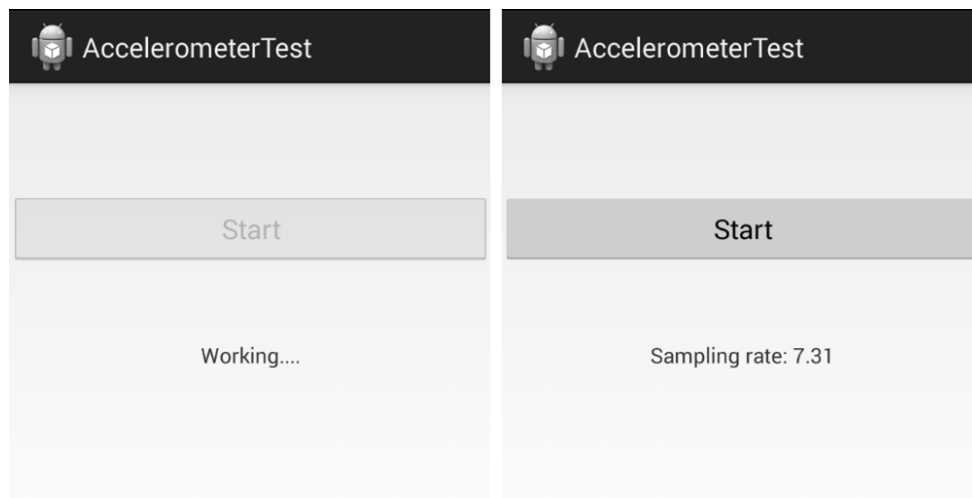 AccelerometerTest
Start
Working....
AccelerometerTest
Start
Sampling rate: 7.31